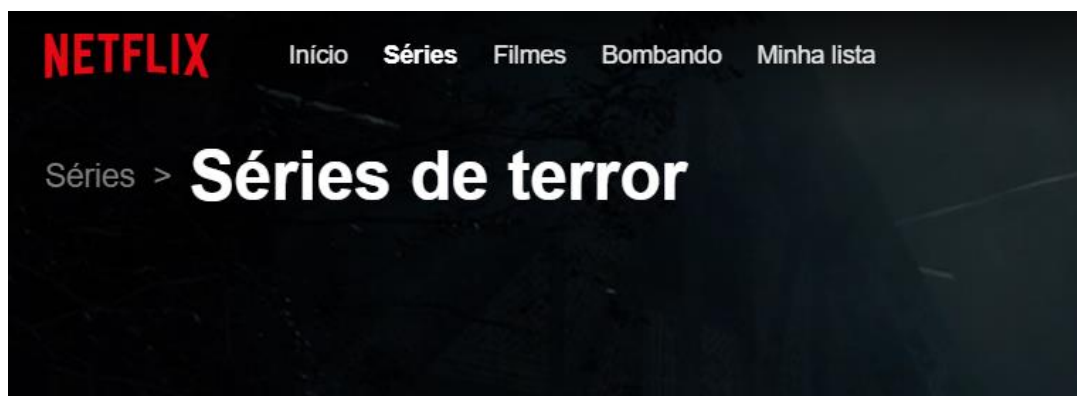 NETFLIX Início Séries Filmes Bombando Minha lista
Séries > Séries de terror